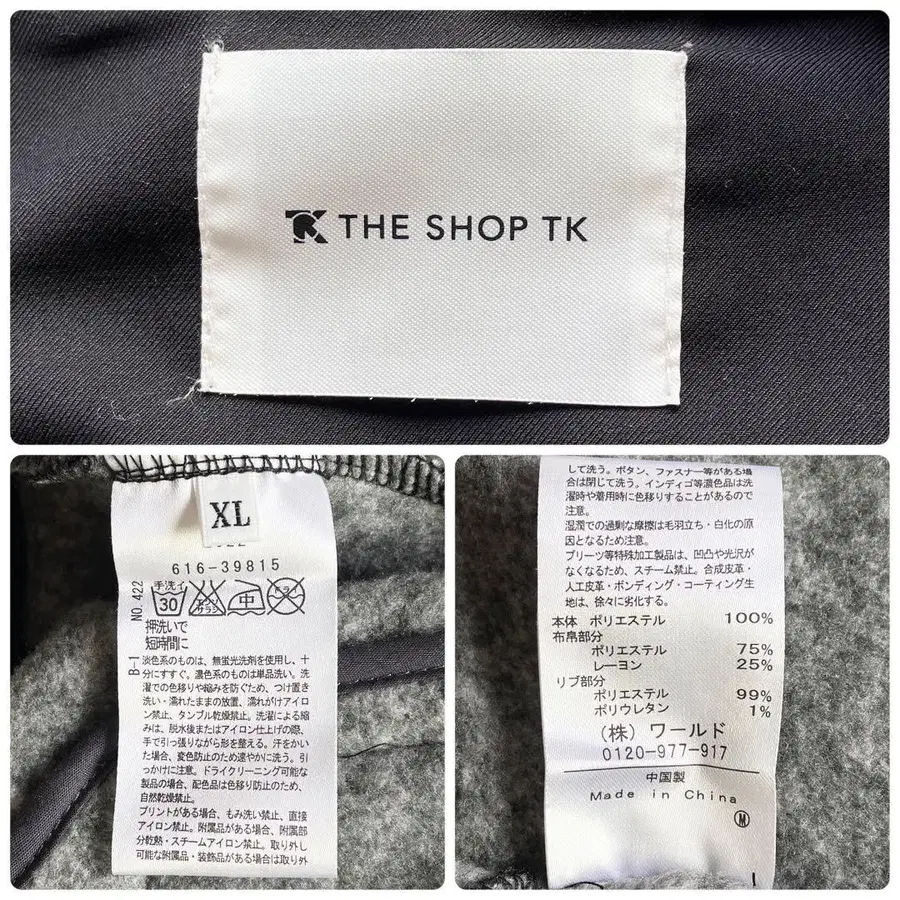 TK THE SHOP TK
XL
616-39815
NO. 422
B-1
手洗イ
30
エンソサラシ
中
ドライ
押洗いで
短時間に
淡色系のものは、無蛍光洗剤を使用し、十
分にすすぐ。濃色系のものは単品洗い。洗
濯での色移りや縮みを防ぐため、つけ置き
洗い・濡れたままの放置、濡れがけアイロ
ン禁止、タンブル乾燥禁止。洗濯による縮
みは、脱水後またはアイロン仕上げの際、
手で引っ張りながら形を整える。汗をかい
た場合、変色防止のため速やかに洗う。引
っかけに注意。ドライクリーニング可能な
製品の場合、配色品は色移り防止のため、
自然乾燥禁止。
プリントがある場合、もみ洗い禁止、直接
アイロン禁止。附属品がある場合、附属部
分乾熱・スチームアイロン禁止。取り外し
可能な附属品・装飾品がある場合は取り外
して洗う。ボタン、ファスナー等がある場
合は閉じて洗う。インディゴ等濃色品は洗
濯時や着用時に色移りすることがあるので
注意。
湿潤での過剰な摩擦は毛羽立ち・白化の原
因となるため注意。
プリーツ等特殊加工製品は、凹凸や光沢が
なくなるため、スチーム禁止。合成皮革・
人工皮革・ボンディング・コーティング生
地は、徐々に劣化する。
本体 ポリエステル 100%
布帛部分
ポリエステル 75%
レーヨン 25%
リブ部分
ポリエステル 99%
ポリウレタン 1%
(株) ワールド
0120-977-917
中国製
Made in China
M